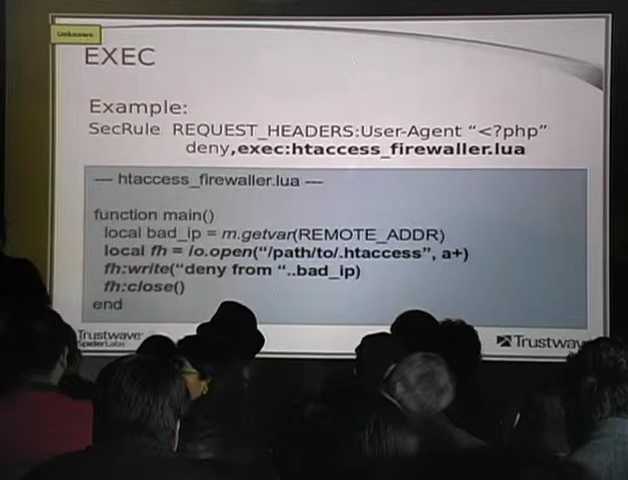 Unknown
EXEC
Example:
SecRule REQUEST_HEADERS:User-Agent “<?php”
deny,exec:htaccess_firewaller.lua
--- htaccess_firewaller.lua ---
function main()
local bad_ip = m.getvar(REMOTE_ADDR)
local fh = io.open(“/path/to/.htaccess”, a+)
fh:write(“deny from “..bad_ip)
fh:close()
end
Trustwave
SpiderLabs
Trustwav